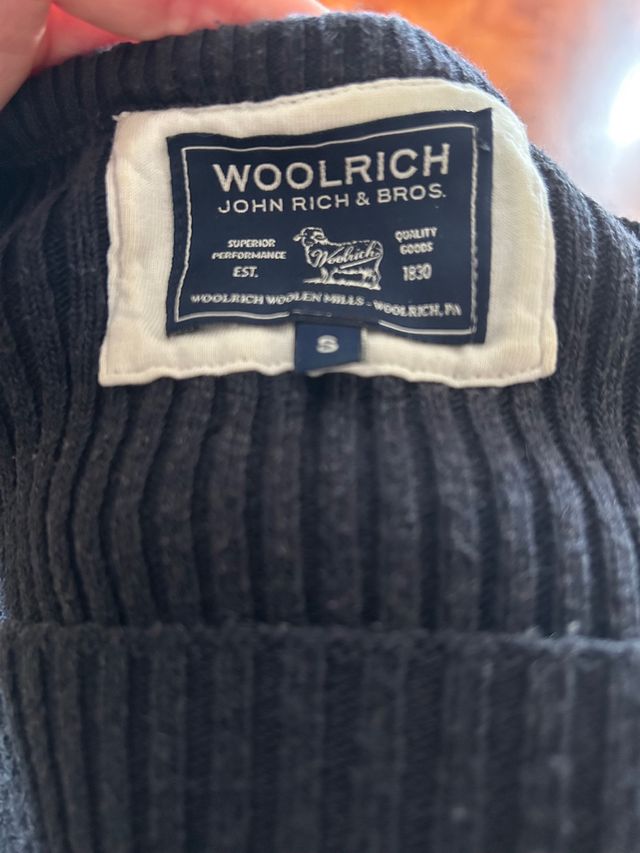 WOOLRICH
JOHN RICH & BROS.
SUPERIOR
PERFORMANCE
EST.
Woolrich
QUALITY
GOODS
1830
WOOLRICH WOOLEN MILLS - WOOLRICH, PA
S